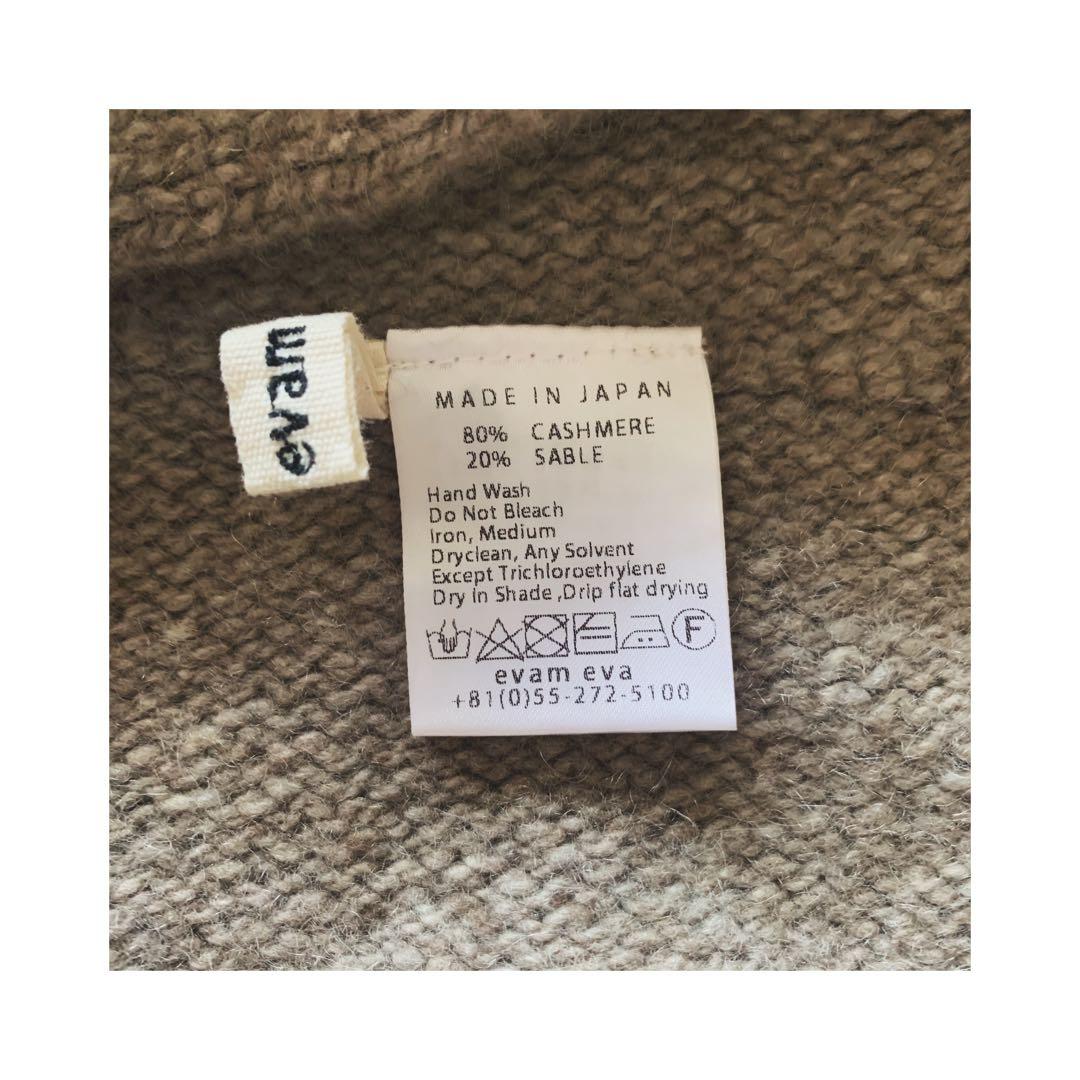 evam
MADE IN JAPAN
80% CASHMERE
20% SABLE
Hand Wash
Do Not Bleach
Iron, Medium
Dryclean, Any Solvent
Except Trichloroethylene
Dry in Shade ,Drip flat drying
F
evam eva
+81(0)55-272-5100